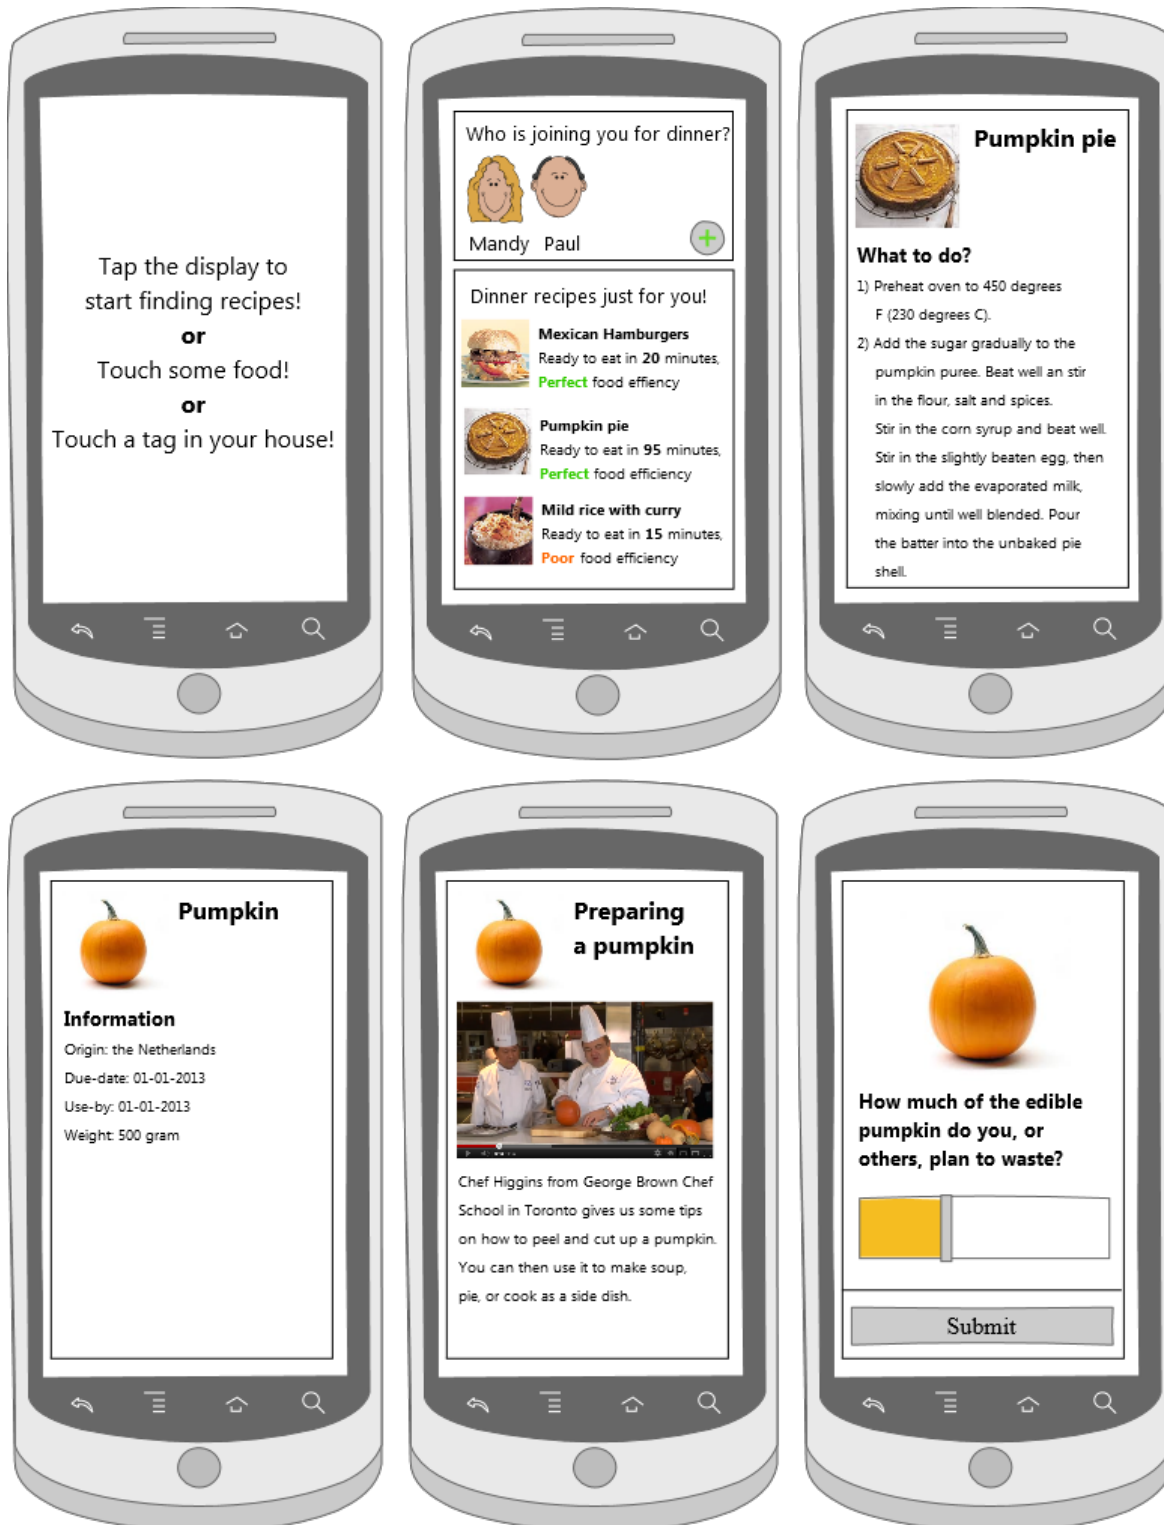 Tap the display to
start finding recipes!
or
Touch some food!
or
Touch a tag in your house!
Who is joining you for dinner?
Mandy Paul
Dinner recipes just for you!
Mexican Hamburgers
Ready to eat in 20 minutes,
Perfect food effiency
Pumpkin pie
Ready to eat in 95 minutes,
Perfect food efficiency
Mild rice with curry
Ready to eat in 15 minutes,
Poor food efficiency
Pumpkin pie
What to do?
1) Preheat oven to 450 degrees
F (230 degrees C).
2) Add the sugar gradually to the
pumpkin puree. Beat well an stir
in the flour, salt and spices.
Stir in the corn syrup and beat well.
Stir in the slightly beaten egg, then
slowly add the evaporated milk,
mixing until well blended. Pour
the batter into the unbaked pie
shell.
Pumpkin
Information
Origin: the Netherlands
Due-date: 01-01-2013
Use-by: 01-01-2013
Weight: 500 gram
Preparing
a pumpkin
Chef Higgins from George Brown Chef
School in Toronto gives us some tips
on how to peel and cut up a pumpkin.
You can then use it to make soup,
pie, or cook as a side dish.
How much of the edible
pumpkin do you, or
others, plan to waste?
Submit